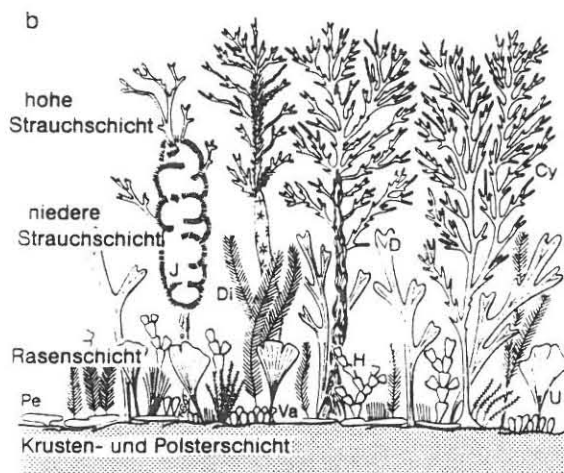 b
hohe
Strauchschicht
niedere
Strauchschicht
Rasenschicht
Krusten- und Polsterschicht
Pe
J
Di
Va
H
D
Cy
U